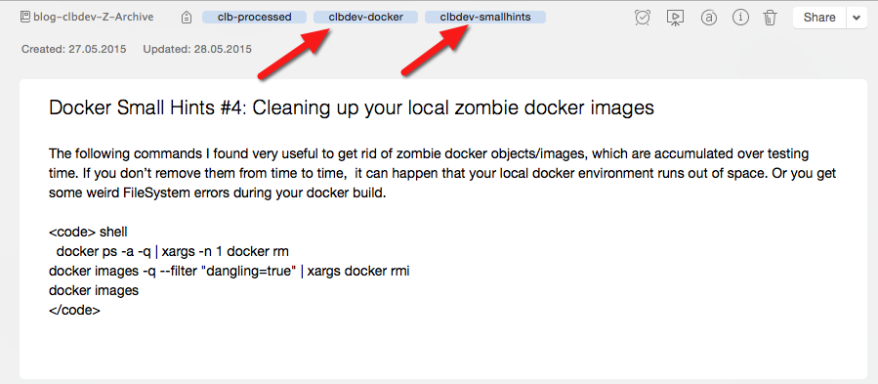 blog-clbdev-Z-Archive clb-processed clbdev-docker clbdev-smallhints Share
Created: 27.05.2015 Updated: 28.05.2015
Docker Small Hints #4: Cleaning up your local zombie docker images
The following commands I found very useful to get rid of zombie docker objects/images, which are accumulated over testing
time. If you don't remove them from time to time,  it can happen that your local docker environment runs out of space. Or you get
some weird FileSystem errors during your docker build.
<code> shell
  docker ps -a -q | xargs -n 1 docker rm
docker images -q --filter "dangling=true" | xargs docker rmi
docker images
</code>